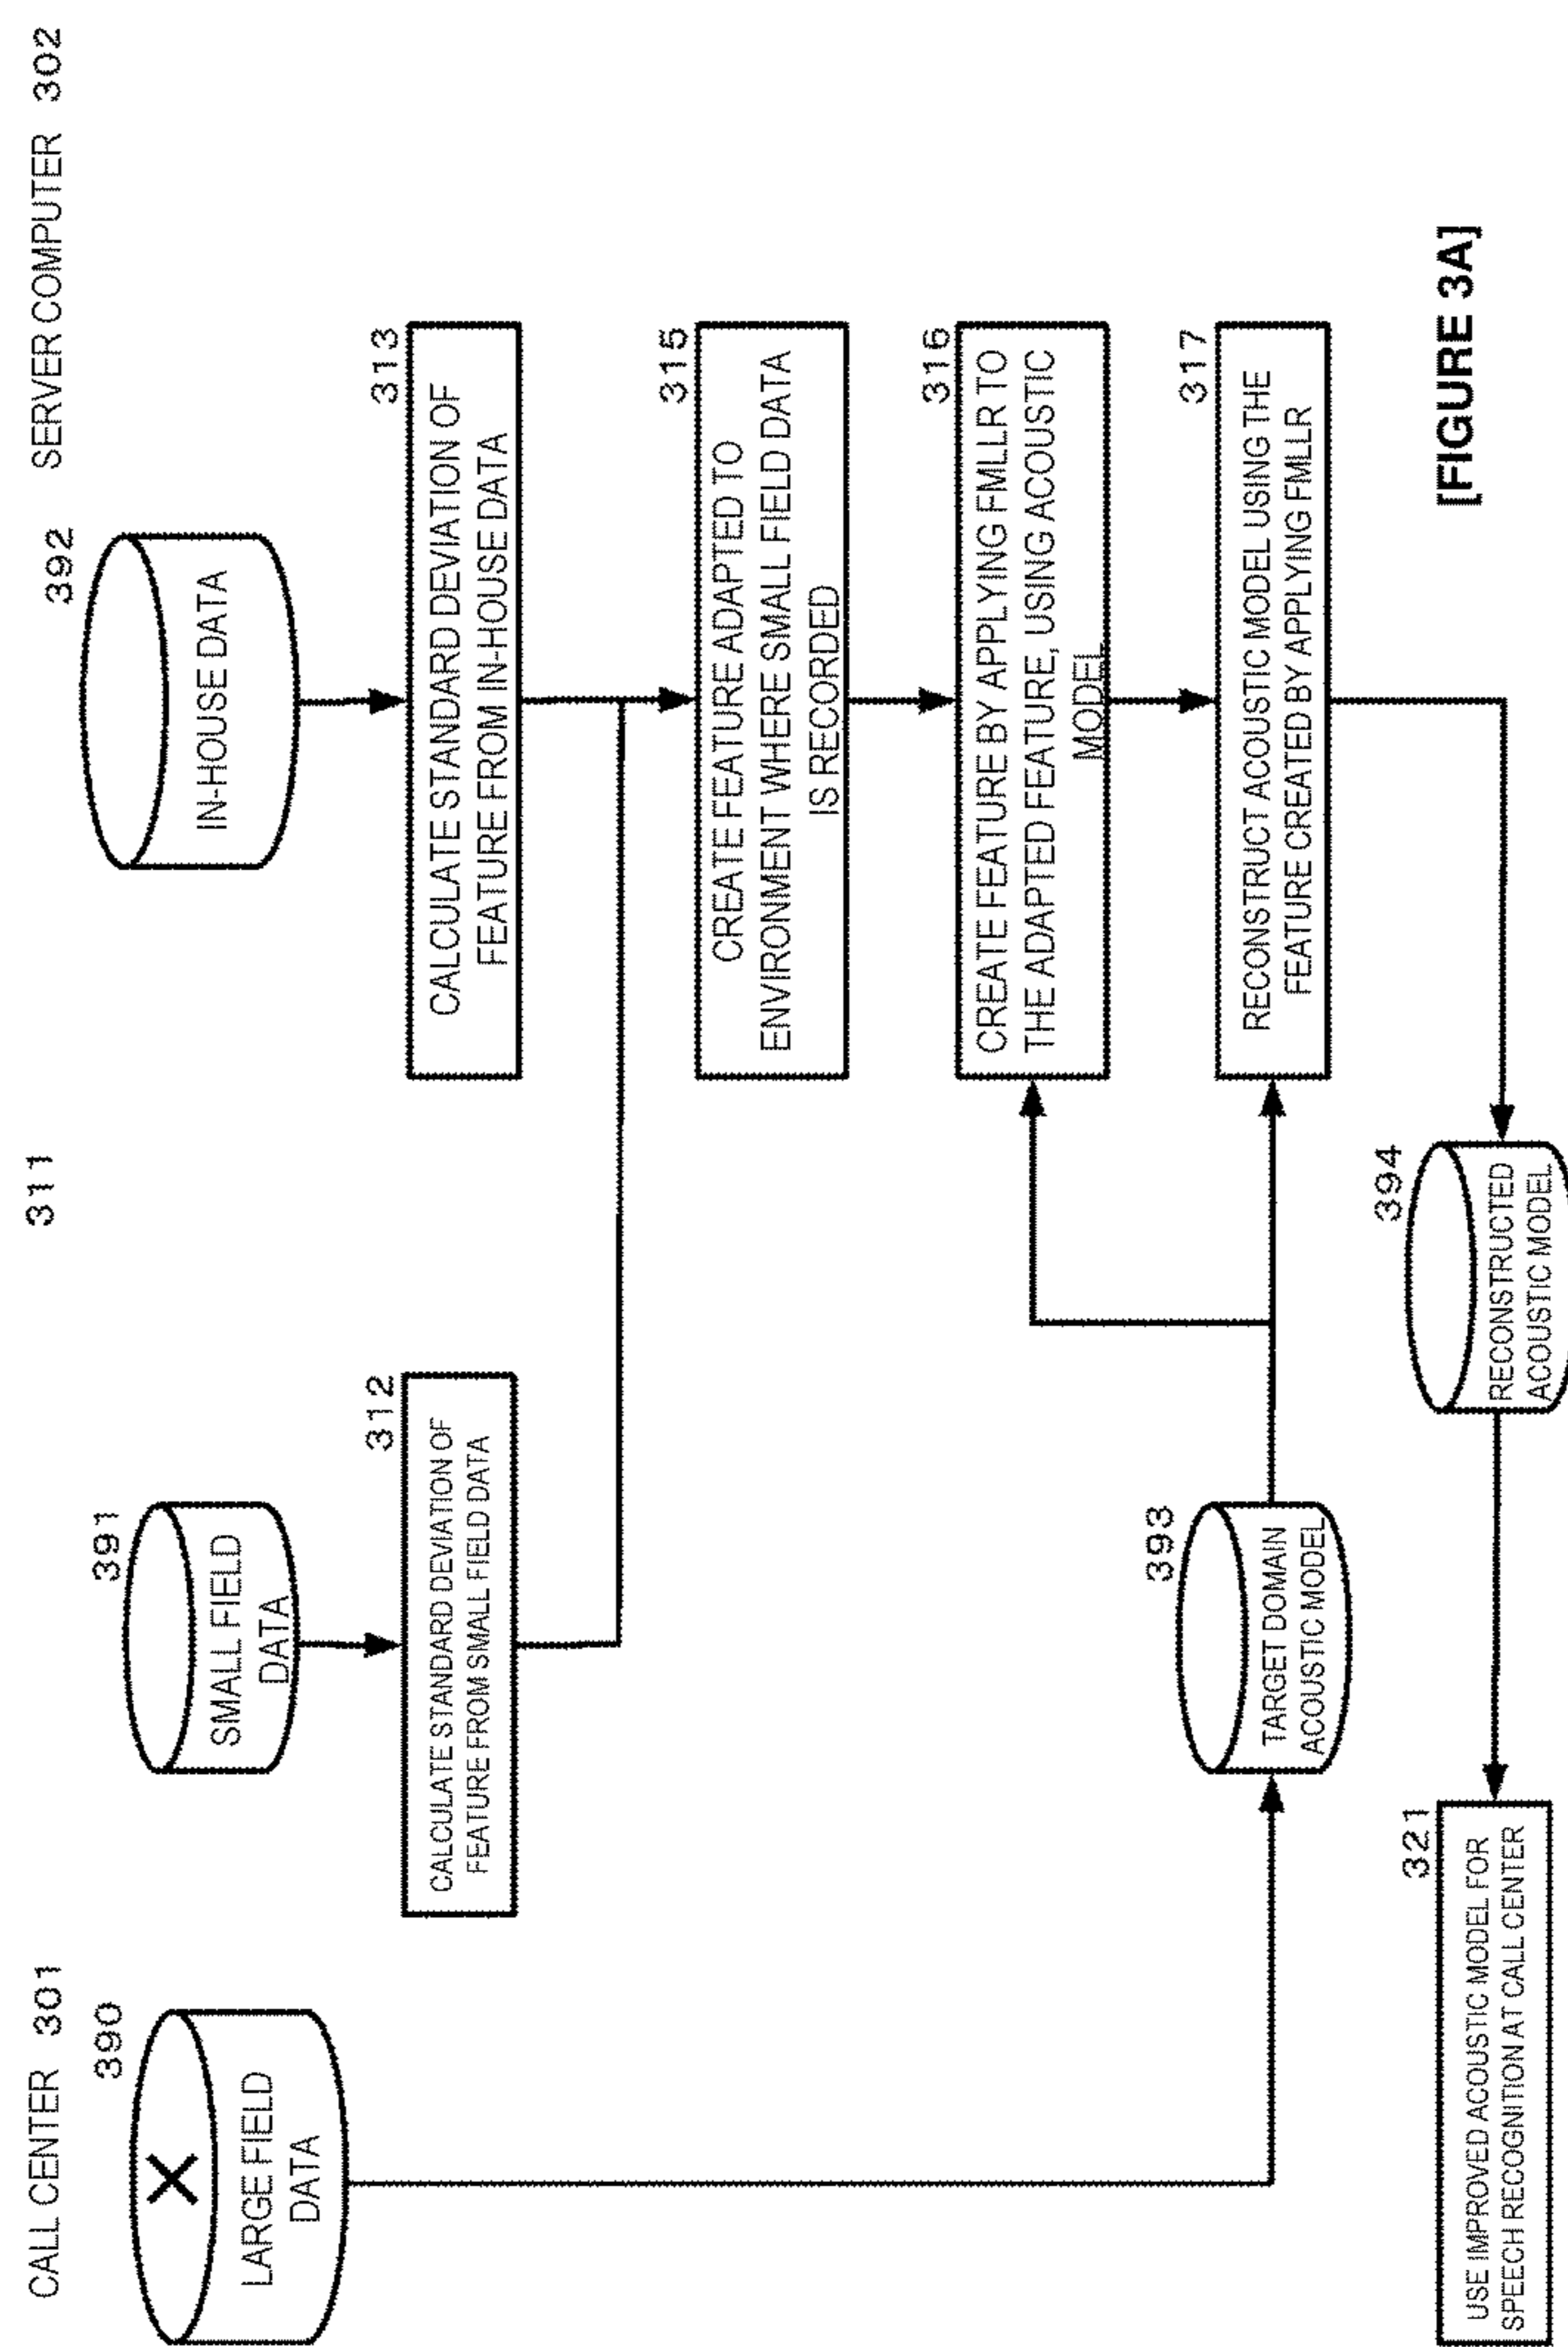 CALL CENTER 301
311
SERVER COMPUTER 302
390
LARGE FIELD
DATA
391
SMALL FIELD
DATA
392
IN-HOUSE DATA
312
CALCULATE STANDARD DEVIATION OF
FEATURE FROM SMALL FIELD DATA
313
CALCULATE STANDARD DEVIATION OF
FEATURE FROM IN-HOUSE DATA
315
CREATE FEATURE ADAPTED TO
ENVIRONMENT WHERE SMALL FIELD DATA
IS RECORDED
316
CREATE FEATURE BY APPLYING FMLLR TO
THE ADAPTED FEATURE, USING ACOUSTIC
MODEL
393
TARGET DOMAIN
ACOUSTIC MODEL
317
RECONSTRUCT ACOUSTIC MODEL USING THE
FEATURE CREATED BY APPLYING FMLLR
321
USE IMPROVED ACOUSTIC MODEL FOR
SPEECH RECOGNITION AT CALL CENTER
394
RECONSTRUCTED
ACOUSTIC MODEL
[FIGURE 3A]